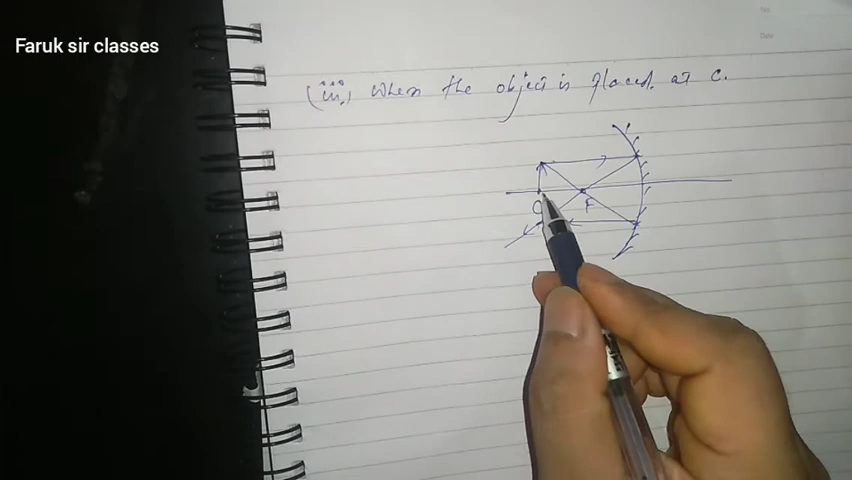 Faruk sir classes
(iii) When the object is placed at C.
C F